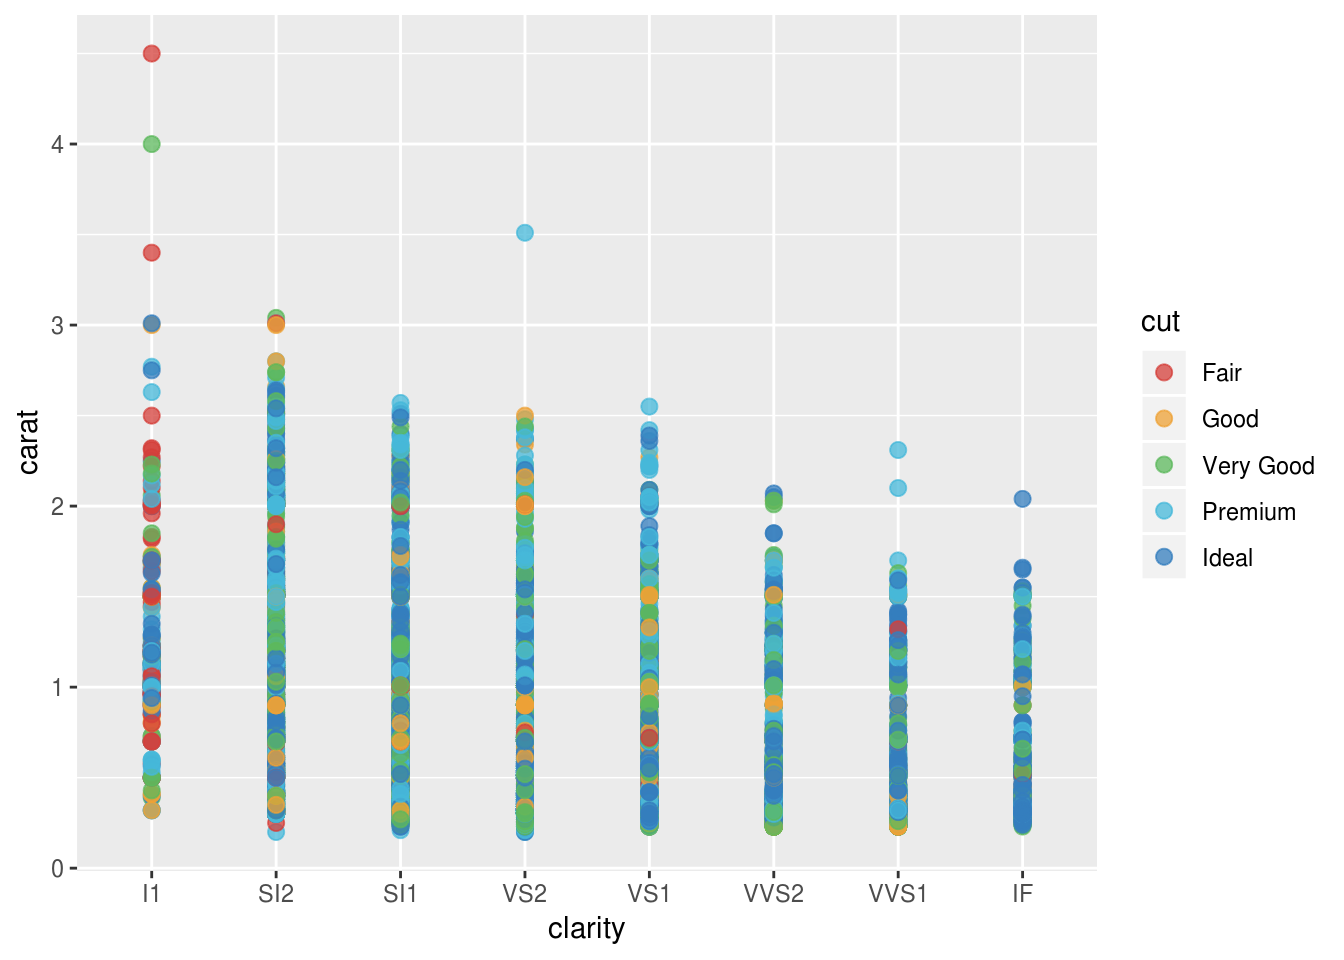 4
3
2
1
0
carat
I1 SI2 SI1 VS2 VS1 VVS2 VVS1 IF
clarity
cut
Fair
Good
Very Good
Premium
Ideal